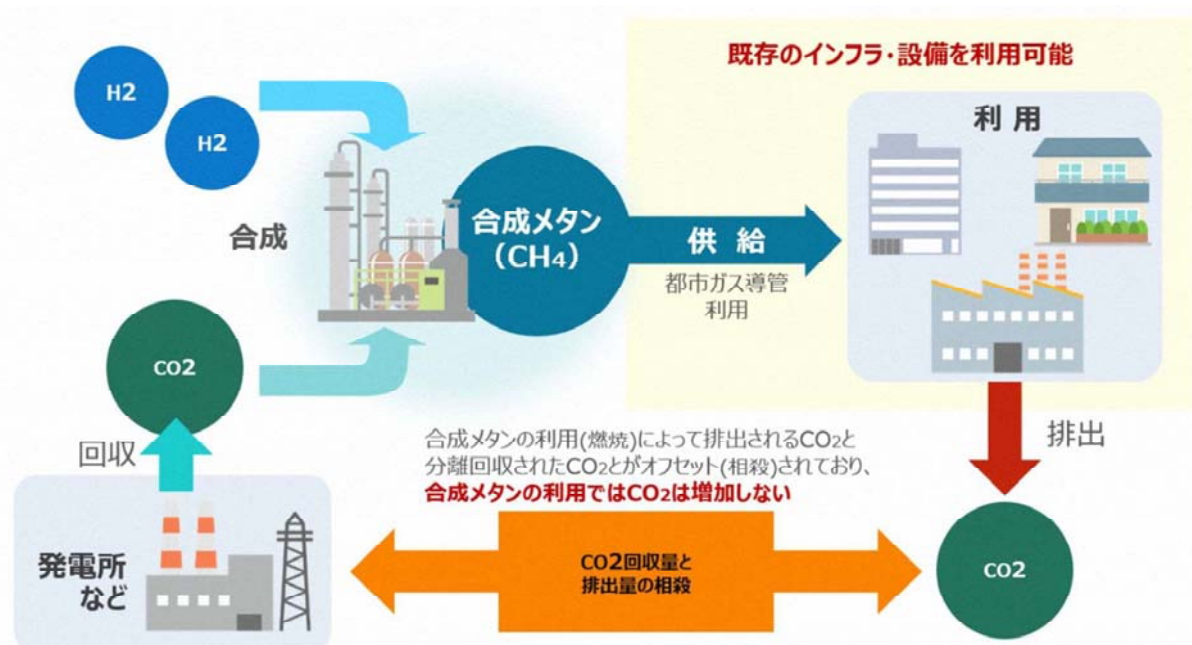 既存のインフラ・設備を利用可能
H2
H2
合成
合成メタン
(CH₄)
供 給
都市ガス導管
利用
利 用
CO2
回収
発電所
など
合成メタンの利用(燃焼)によって排出されるCO₂と
分離回収されたCO₂とがオフセット(相殺)されており、
合成メタンの利用ではCO₂は増加しない
CO2回収量と
排出量の相殺
排出
CO2